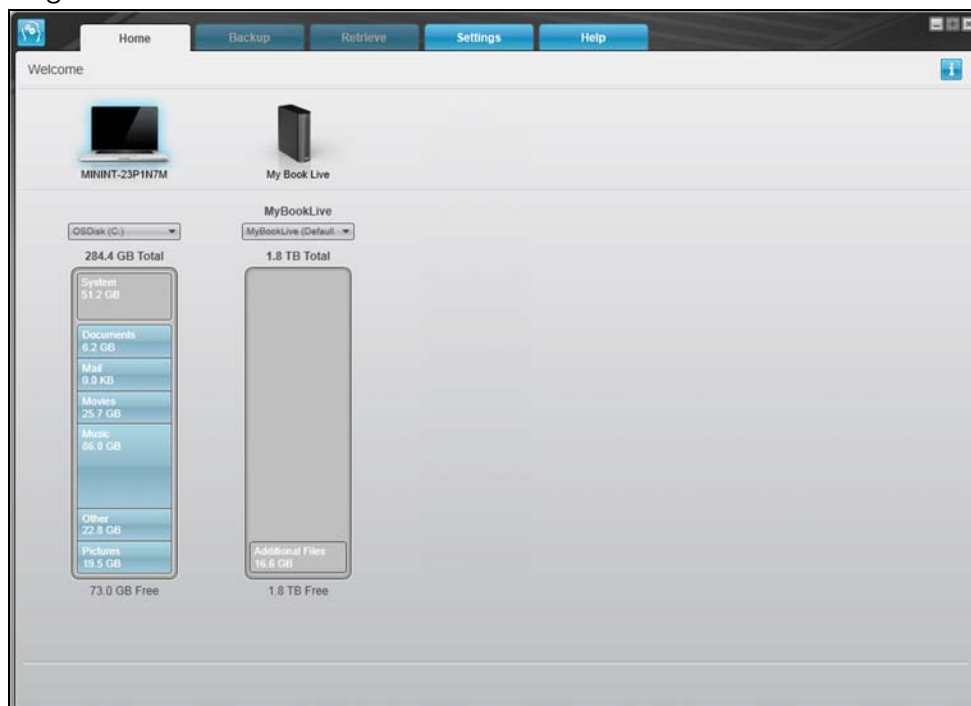 Home Backup Retrieve Settings Help
Welcome
MININT-23P1N7M My Book Live
MyBookLive
OSDisk (C:) MyBookLive (Default
284.4 GB Total 1.8 TB Total
System
51.2 GB
Documents
6.2 GB
Mail
0.0 KB
Movies
25.7 GB
Music
GB
Other
22.8 GB
Pictures Additional Files
19.5 GB 16.6 GB
73.0 GB Free 1.8 TB Free